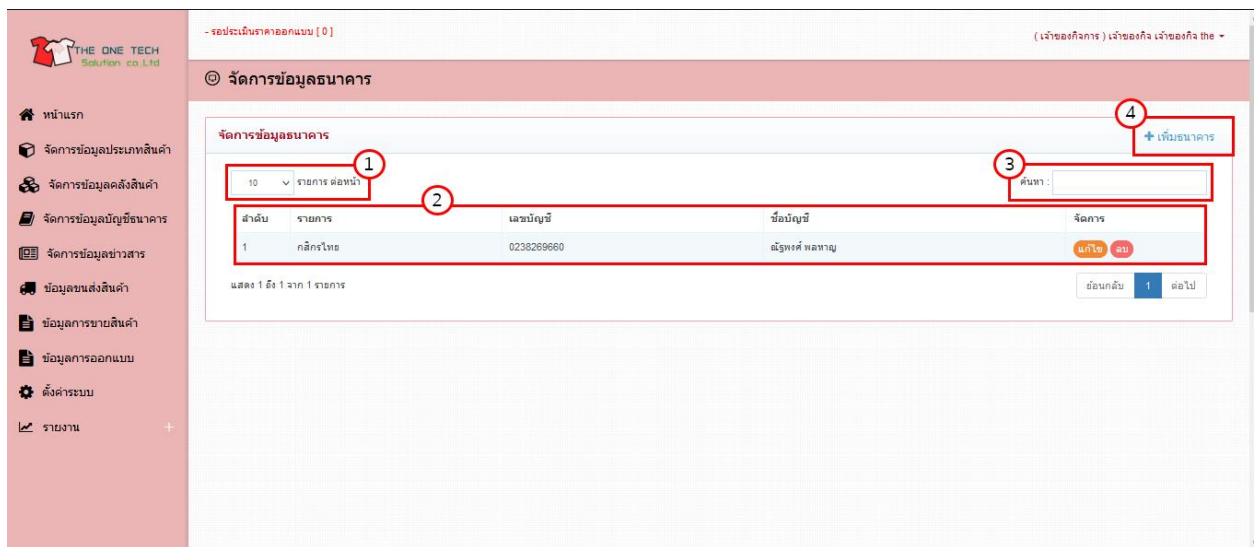 THE ONE TECH
Solution co.Ltd
- รอประเมินราคาออกแบบ [ 0 ]
( เจ้าของกิจการ ) เจ้าของกิจ เจ้าของกิจ the
จัดการข้อมูลธนาคาร
หน้าแรก
จัดการข้อมูลประเภทสินค้า
จัดการข้อมูลคลังสินค้า
จัดการข้อมูลบัญชีธนาคาร
จัดการข้อมูลข่าวสาร
ข้อมูลขนส่งสินค้า
ข้อมูลการขายสินค้า
ข้อมูลการออกแบบ
ตั้งค่าระบบ
รายงาน
จัดการข้อมูลธนาคาร
4
เพิ่มธนาคาร
1
10 รายการ ต่อหน้า
3
ค้นหา :
2
ลำดับ รายการ เลขบัญชี ชื่อบัญชี จัดการ
1 กสิกรไทย 0238269660 ณัฐพงศ์ พลหาญ แก้ไข ลบ
แสดง 1 ถึง 1 จาก 1 รายการ
ย้อนกลับ 1 ต่อไป